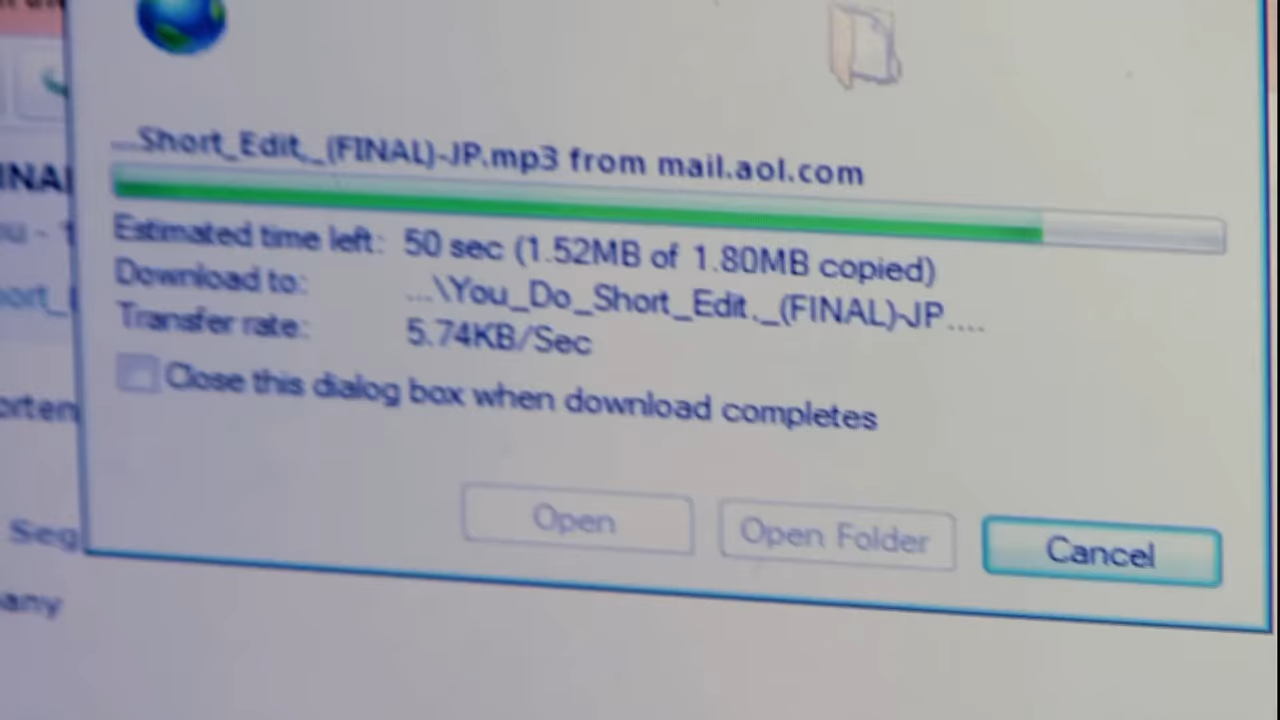 ...Short_Edit,_(FINAL)-JP.mp3 from mail.aol.com
Estimated time left: 50 sec (1.52MB of 1.80MB copied)
Download to: ...\You_Do_Short_Edit,_(FINAL)-JP....
Transfer rate: 5.74KB/Sec
Close this dialog box when download completes
Open
Open Folder
Cancel